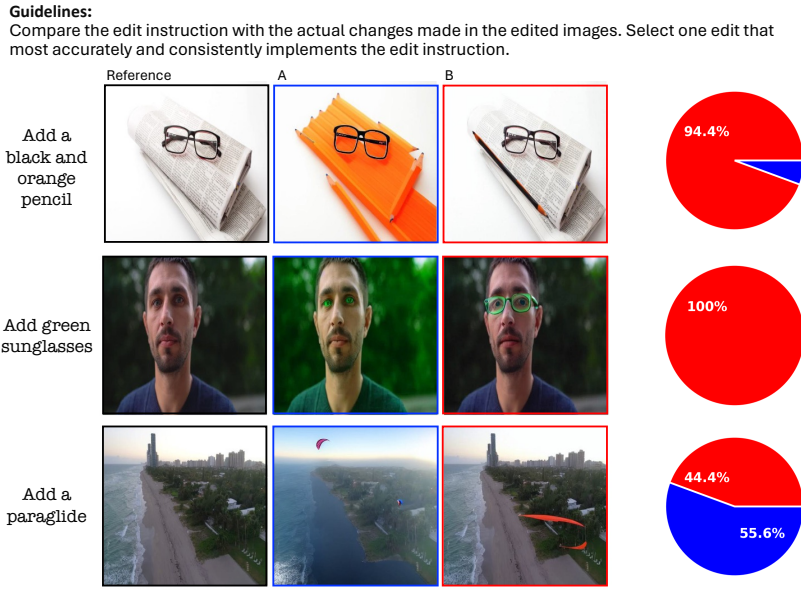 Guidelines:
Compare the edit instruction with the actual changes made in the edited images. Select one edit that
most accurately and consistently implements the edit instruction.
Reference
A
B
Add a
black and
orange
pencil
94.4%
Add green
sunglasses
100%
Add a
paraglide
44.4%
55.6%